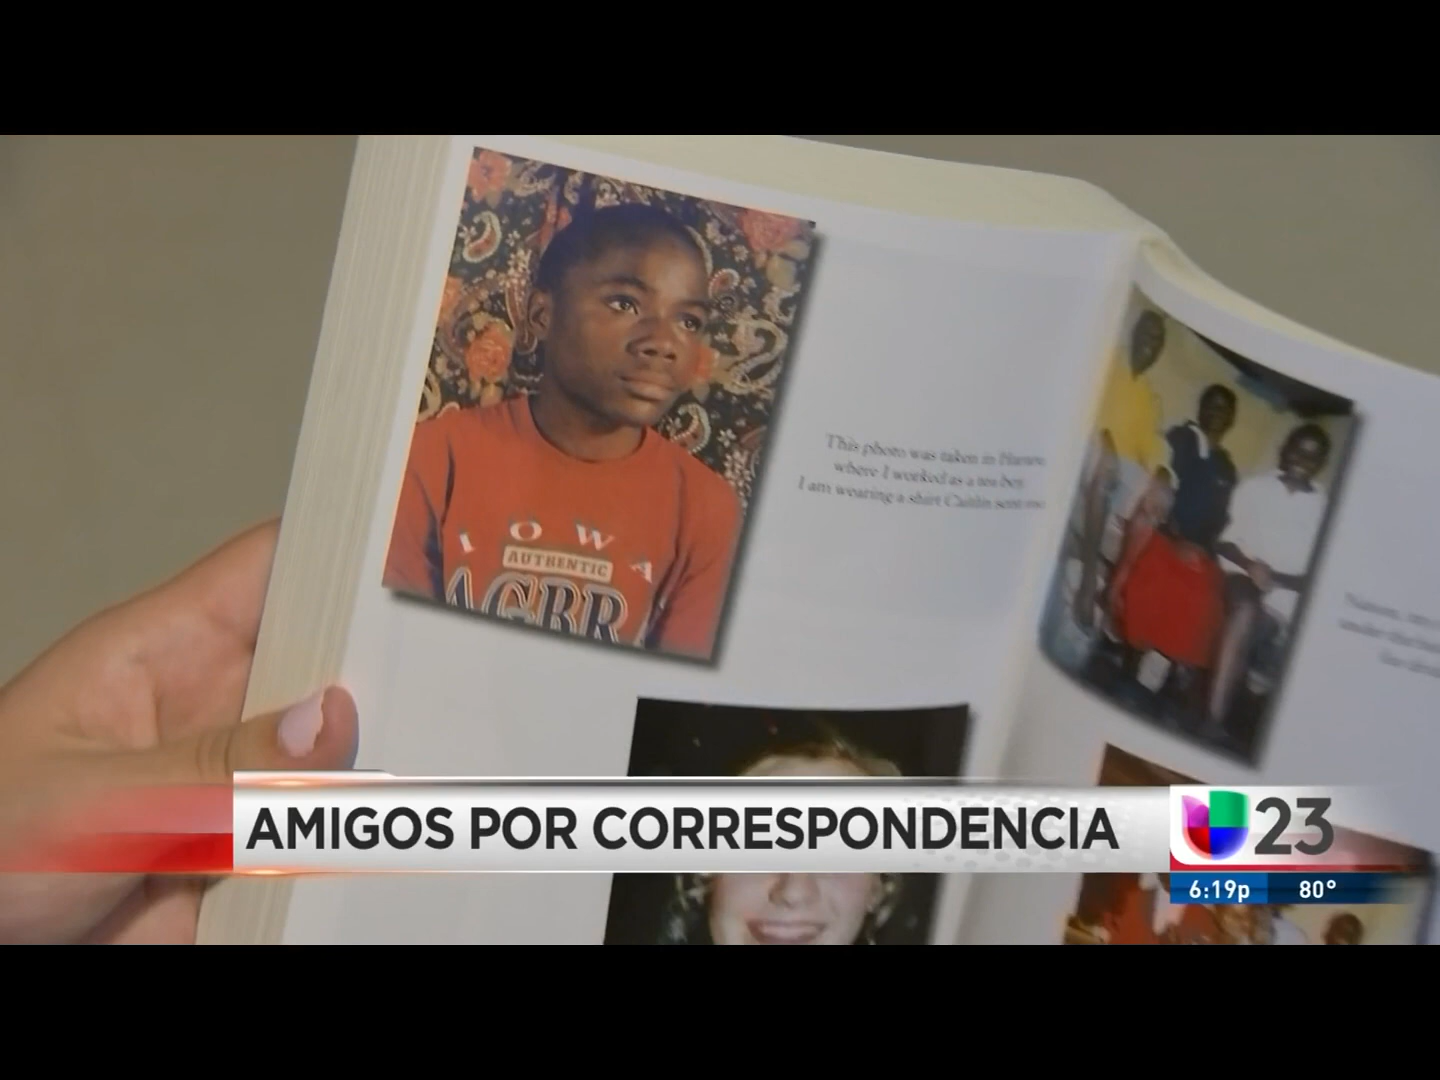 I O W A
AUTHENTIC
This photo was taken in
where I worked as a tea boy
I am wearing a shirt Caitlin sent me
AMIGOS POR CORRESPONDENCIA
23
6:19p 80°